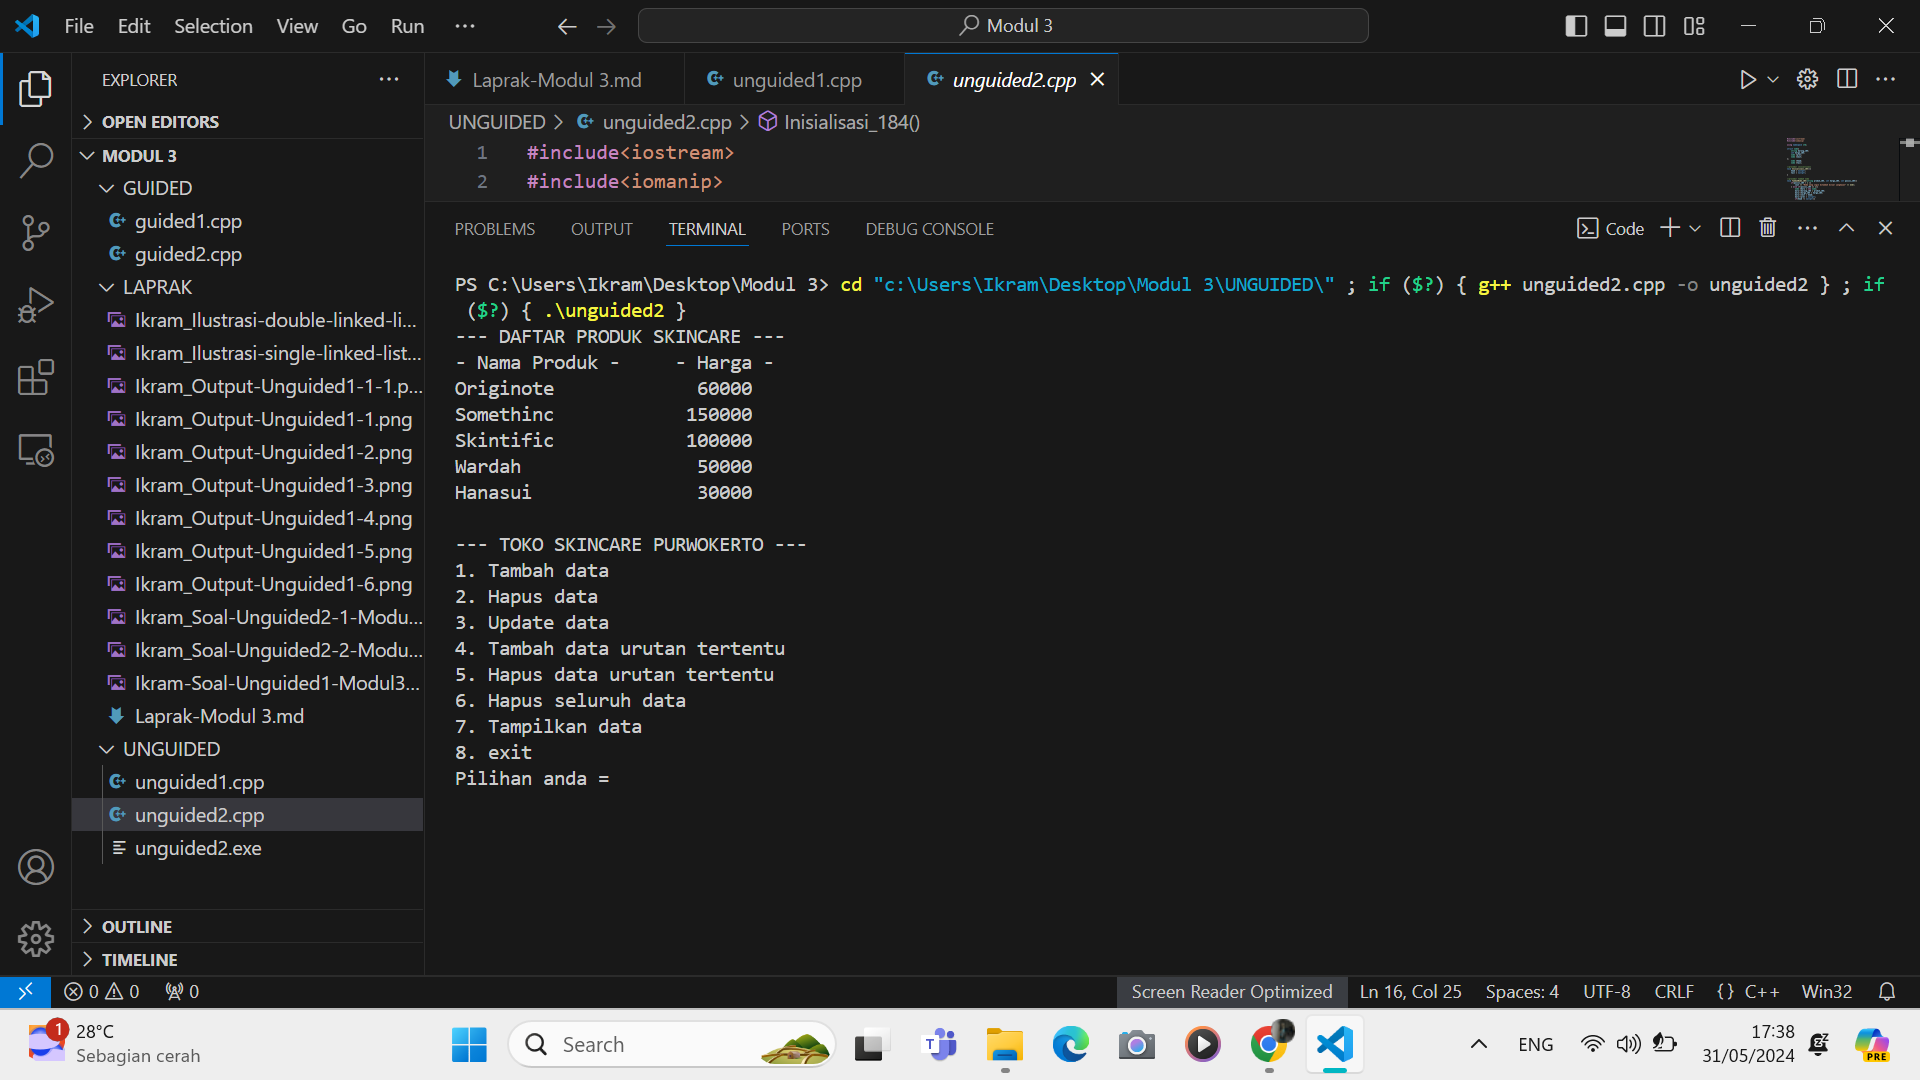 File Edit Selection View Go Run ···
Modul 3
EXPLORER
OPEN EDITORS
MODUL 3
GUIDED
guided1.cpp
guided2.cpp
LAPRAK
Ikram_Ilustrasi-double-linked-li...
Ikram_Ilustrasi-single-linked-list...
Ikram_Output-Unguided1-1-1.p...
Ikram_Output-Unguided1-1.png
Ikram_Output-Unguided1-2.png
Ikram_Output-Unguided1-3.png
Ikram_Output-Unguided1-4.png
Ikram_Output-Unguided1-5.png
Ikram_Output-Unguided1-6.png
Ikram_Soal-Unguided2-1-Modu...
Ikram_Soal-Unguided2-2-Modu...
Ikram-Soal-Unguided1-Modul3...
Laprak-Modul 3.md
UNGUIDED
unguided1.cpp
unguided2.cpp
unguided2.exe
OUTLINE
TIMELINE
Laprak-Modul 3.md unguided1.cpp unguided2.cpp
UNGUIDED > unguided2.cpp > Inisialisasi_184()
1 #include<iostream>
2 #include<iomanip>
PROBLEMS OUTPUT TERMINAL PORTS DEBUG CONSOLE
Code
PS C:\Users\Ikram\Desktop\Modul 3> cd "c:\Users\Ikram\Desktop\Modul 3\UNGUIDED\" ; if ($?) { g++ unguided2.cpp -o unguided2 } ; if
($?) { .\unguided2 }
--- DAFTAR PRODUK SKINCARE ---
- Nama Produk - - Harga -
Originote 60000
Somethinc 150000
Skintific 100000
Wardah 50000
Hanasui 30000
--- TOKO SKINCARE PURWOKERTO ---
1. Tambah data
2. Hapus data
3. Update data
4. Tambah data urutan tertentu
5. Hapus data urutan tertentu
6. Hapus seluruh data
7. Tampilkan data
8. exit
Pilihan anda =
0 0 0
Screen Reader Optimized Ln 16, Col 25 Spaces: 4 UTF-8 CRLF {} C++ Win32
1
28°C
Sebagian cerah
Search
T
ENG
17:38
31/05/2024
PRE